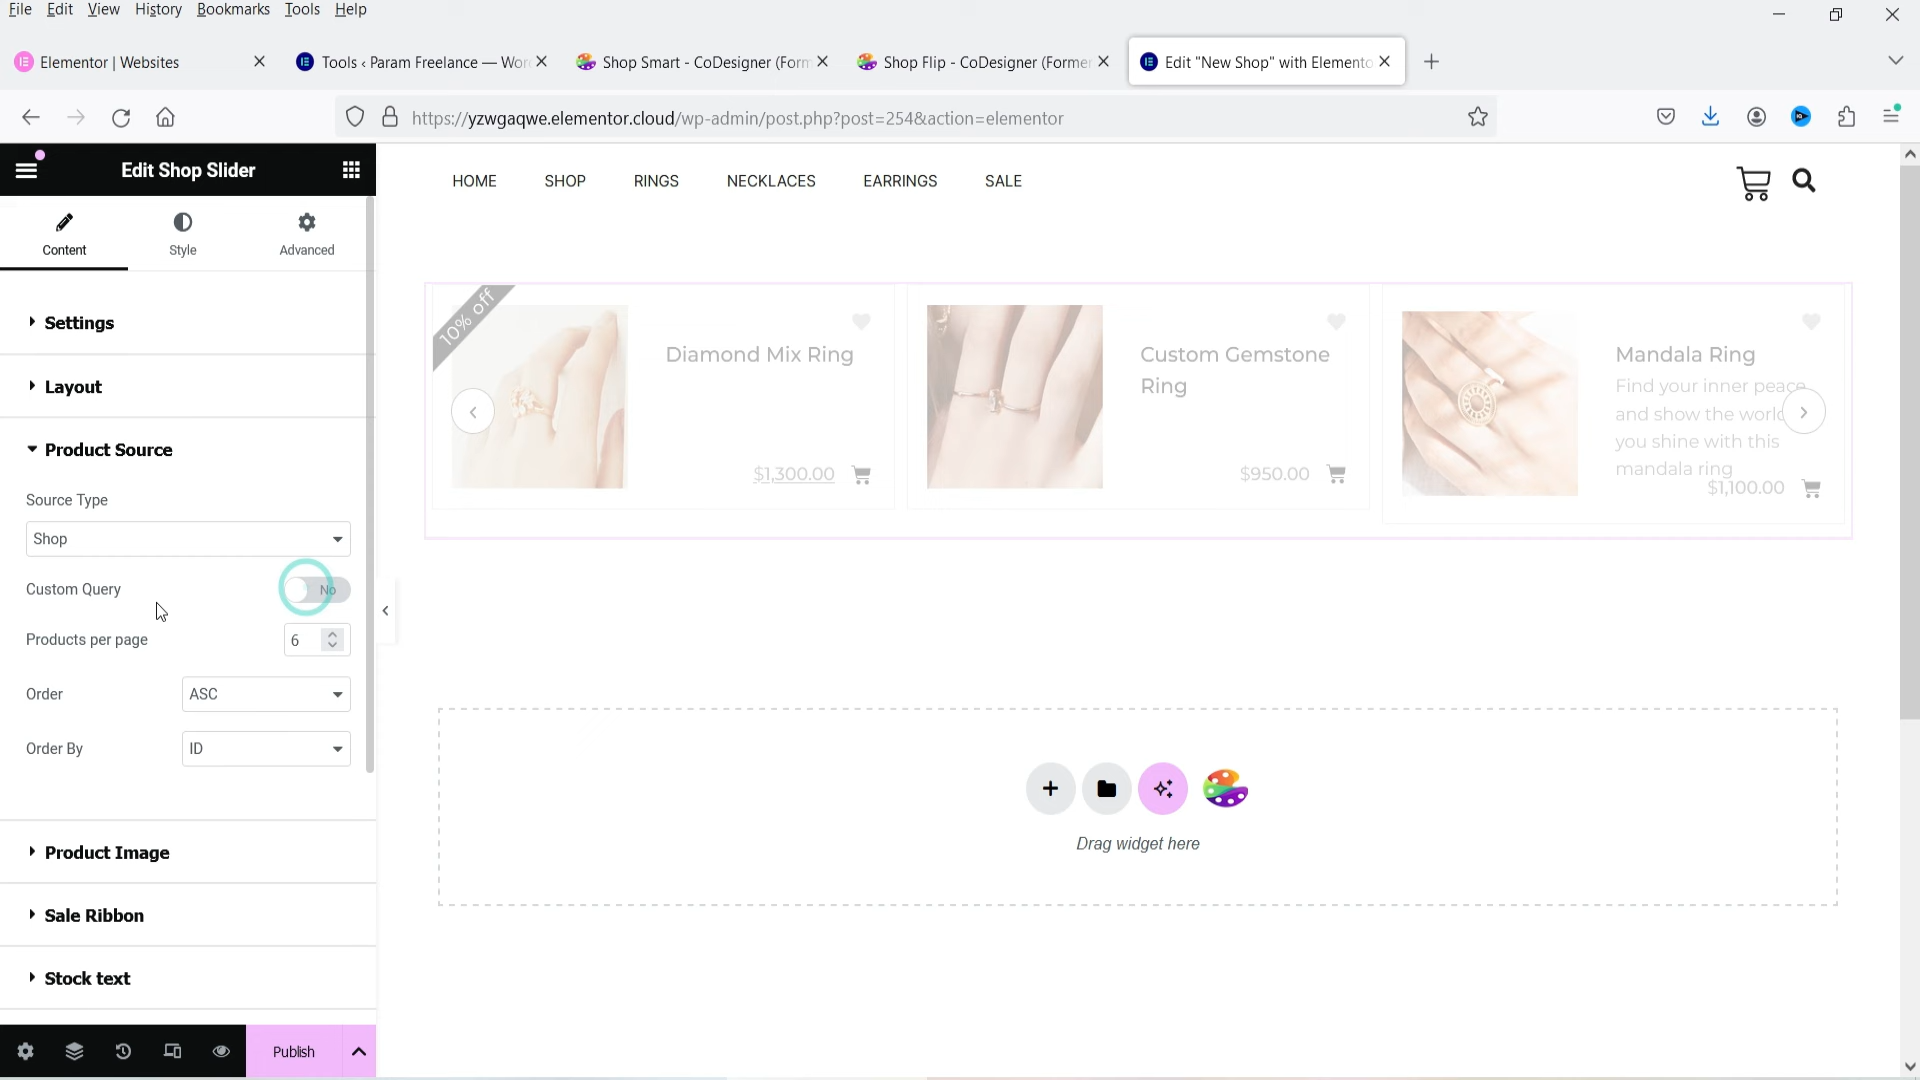 File Edit View History Bookmarks Tools Help
Elementor | Websites
Tools ‹ Param Freelance — Wor
Shop Smart - CoDesigner (Form
Shop Flip - CoDesigner (Former
Edit "New Shop" with Elemento
https://yzwgaqwe.elementor.cloud/wp-admin/post.php?post=254&action=elementor
Edit Shop Slider
Content
Style
Advanced
Settings
Layout
Product Source
Source Type
Shop
Custom Query
No
Products per page
6
Order
ASC
Order By
ID
Product Image
Sale Ribbon
Stock text
Publish
HOME
SHOP
RINGS
NECKLACES
EARRINGS
SALE
10% off
Diamond Mix Ring
$1,300.00
Custom Gemstone
Ring
$950.00
Mandala Ring
Find your inner peace
and show the world
you shine with this
mandala ring
$1,100.00
Drag widget here